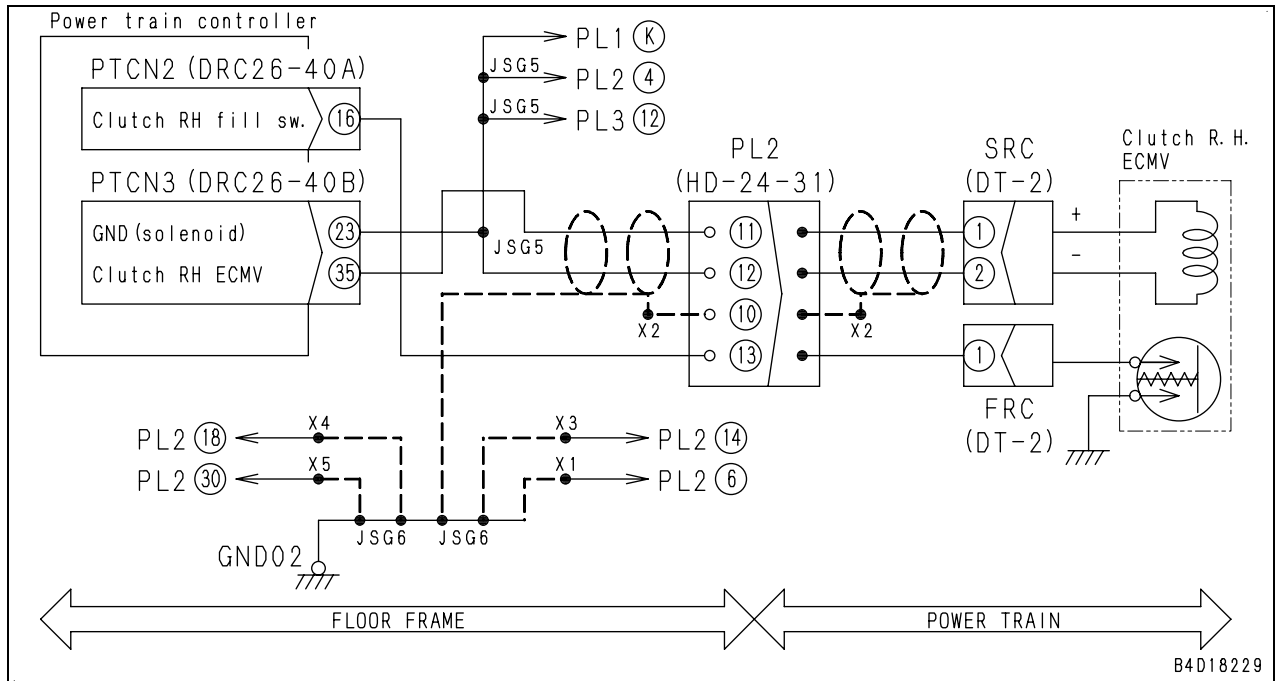 Power train controller
PTCN2 (DRC26-40A)
Clutch RH fill sw.
16
PTCN3 (DRC26-40B)
GND (solenoid)
23
Clutch RH ECMV
35
PL1 K
JSG5
PL2 4
JSG5
PL3 12
JSG5
PL2
(HD-24-31)
11
12
10
13
X2
X2
SRC
(DT-2)
1
2
+
-
Clutch R. H.
ECMV
1
FRC
(DT-2)
PL2 18
X4
X3
PL2 14
PL2 30
X5
X1
PL2 6
JSG6
JSG6
GND02
FLOOR FRAME
POWER TRAIN
B4D18229